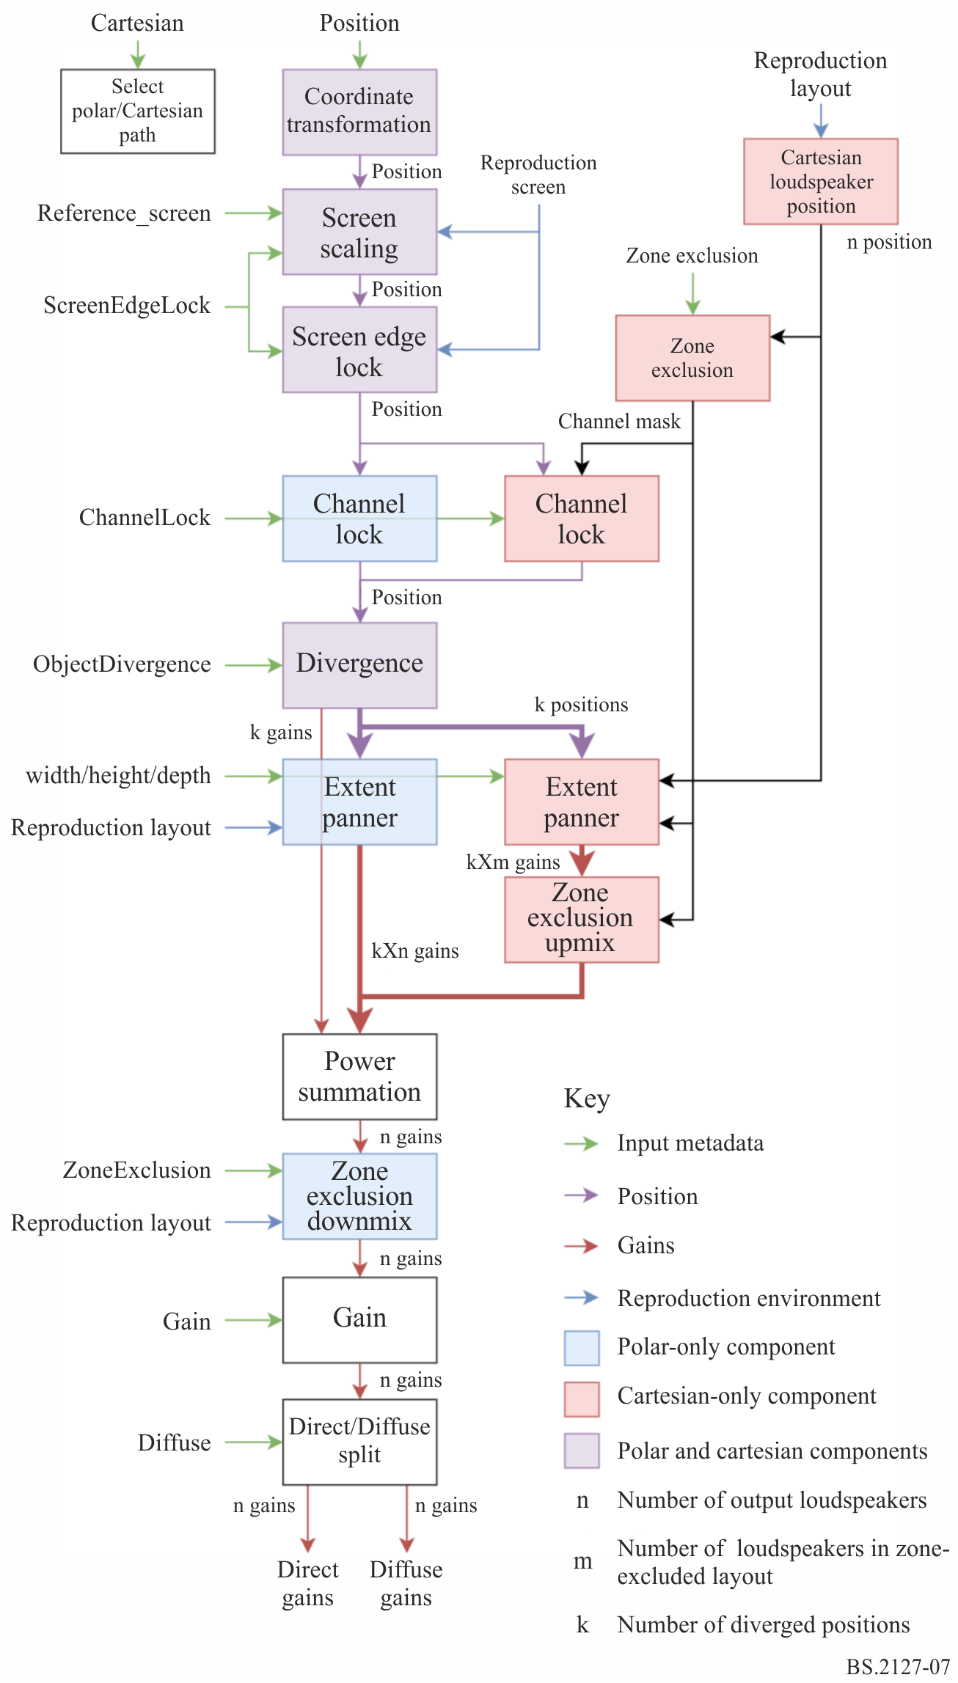 Cartesian
Position
Select
polar/Cartesian
path
Coordinate
transformation
Reproduction
layout
Cartesian
loudspeaker
position
n position
Position
Reproduction
screen
Reference_screen
Screen
scaling
Zone exclusion
Position
ScreenEdgeLock
Screen edge
lock
Zone
exclusion
Position
Channel mask
ChannelLock
Channel
lock
Channel
lock
Position
ObjectDivergence
Divergence
k gains
k positions
width/height/depth
Reproduction layout
Extent
panner
Extent
panner
kXm gains
Zone
exclusion
upmix
kXn gains
Power
summation
n gains
ZoneExclusion
Reproduction layout
Zone
exclusion
downmix
n gains
Gain
Gain
n gains
Diffuse
Direct/Diffuse
split
n gains
n gains
Direct
gains
Diffuse
gains
Key
Input metadata
Position
Gains
Reproduction environment
Polar-only component
Cartesian-only component
Polar and cartesian components
n Number of output loudspeakers
m Number of loudspeakers in zone-
excluded layout
k Number of diverged positions
BS.2127-07